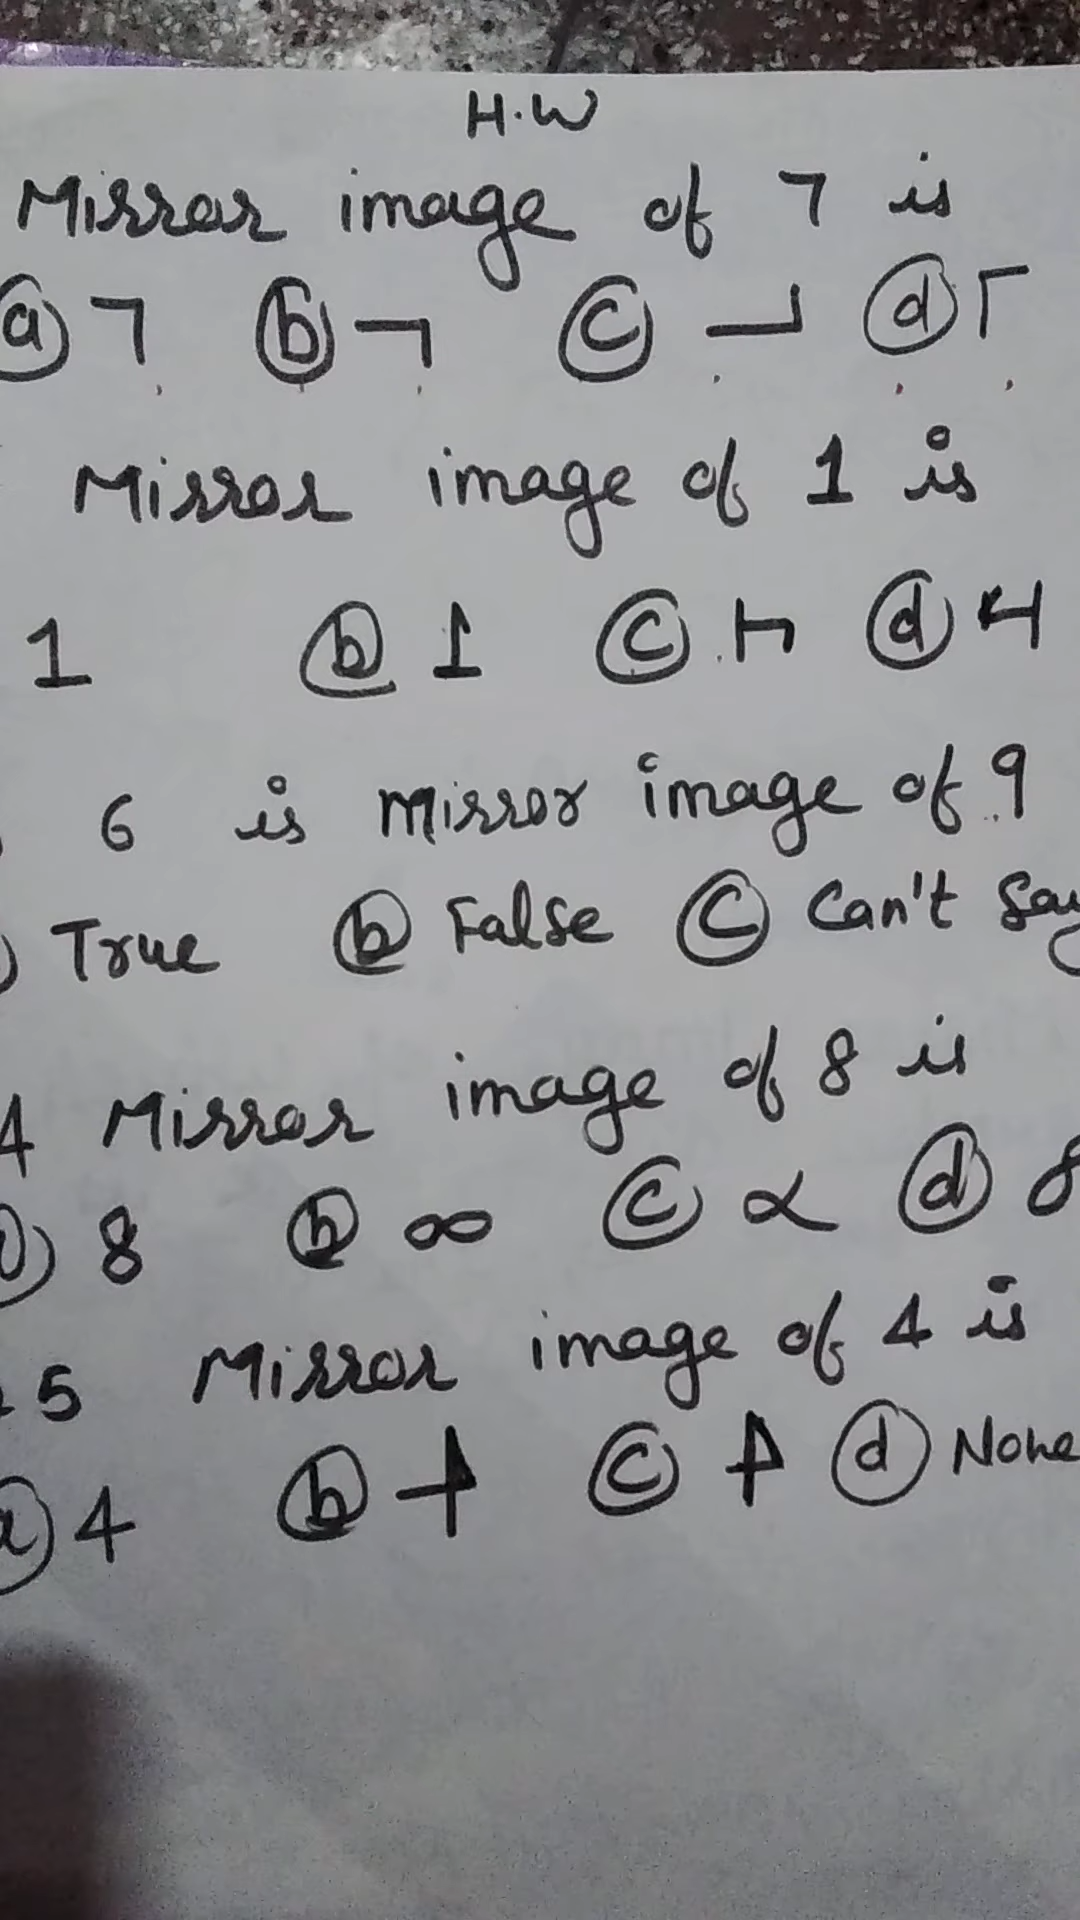 H.W
Mirror image of 7 is
(a) ㄱ (b) ¬ (c) ┘ (d) Γ
Mirror image of 1 is
1 (b) (c) (d)
6 is mirror image of 9
True (b) False (c) Can't Say
4 Mirror image of 8 is
8 (b) ∞ (c) α (d) 8
5 Mirror image of 4 is
(a) 4 (b) (c) (d) None